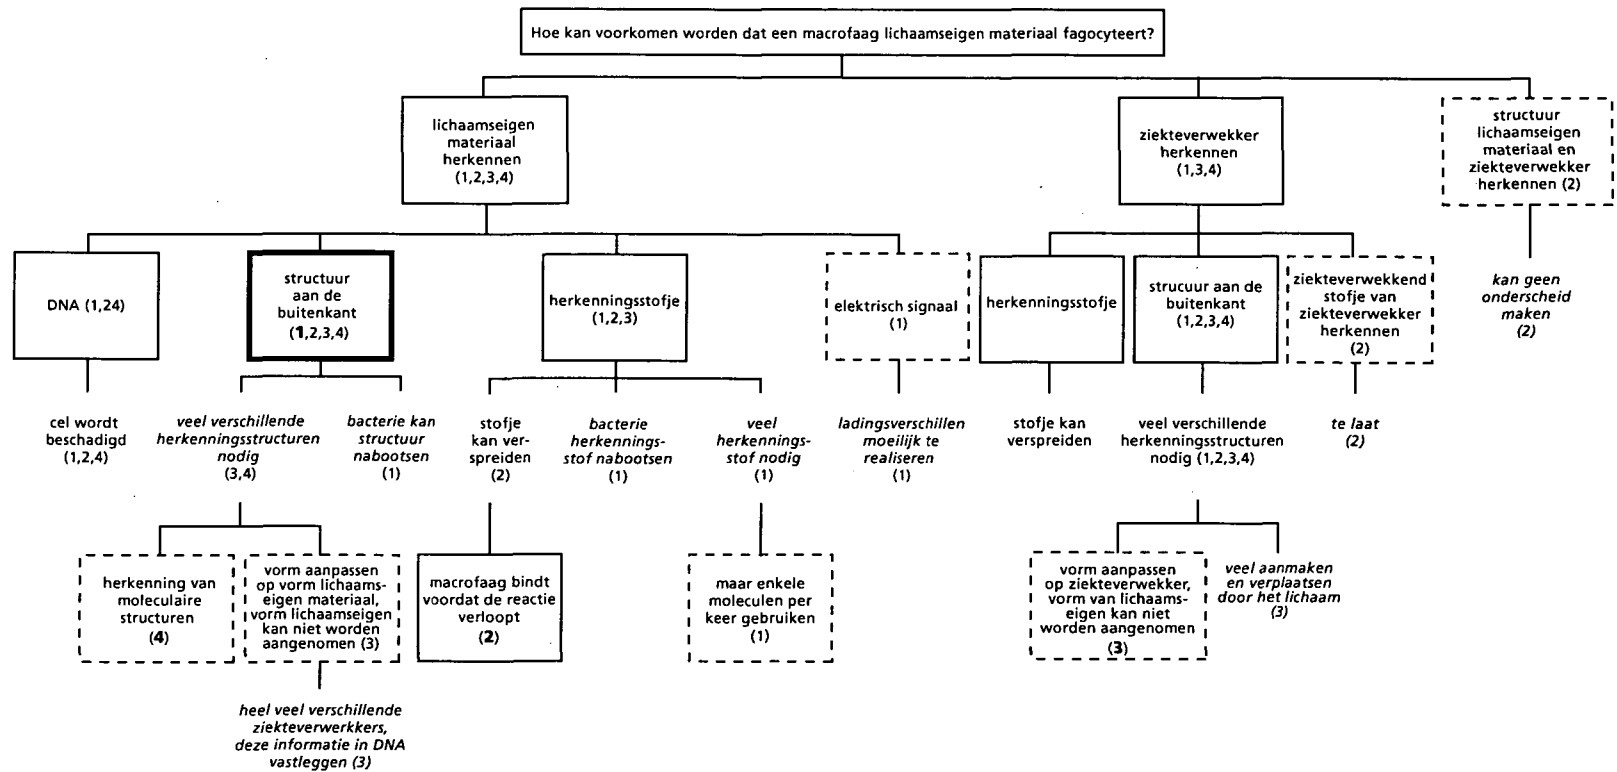 Hoe kan voorkomen worden dat een macrofaag lichaamseigen materiaal fagocyteert?
lichaamseigen
materiaal
herkennen
(1,2,3,4)
ziekteverwekker
herkennen
(1,3,4)
structuur
lichaamseigen
materiaal en
ziekteverwekker
herkennen (2)
DNA (1,24)
structuur
aan de
buitenkant
(1,2,3,4)
herkenningsstofje
(1,2,3)
elektrisch signaal
(1)
herkenningsstofje
strucuur aan de
buitenkant
(1,2,3,4)
ziekteverwekkend
stofje van
ziekteverwekker
herkennen
(2)
kan geen
onderscheid
maken
(2)
cel wordt
beschadigd
(1,2,4)
veel verschillende
herkenningsstructuren
nodig
(3,4)
bacterie kan
structuur
nabootsen
(1)
stofje
kan ver-
spreiden
(2)
bacterie
herkennings-
stof nabootsen
(1)
veel
herkennings-
stof nodig
(1)
ladingsverschillen
moeilijk te
realiseren
(1)
stofje kan
verspreiden
veel verschillende
herkenningsstructuren
nodig (1,2,3,4)
te laat
(2)
herkenning van
moleculaire
structuren
(4)
vorm aanpassen
op vorm lichaams-
eigen materiaal,
vorm lichaamseigen
kan niet worden
aangenomen (3)
macrofaag bindt
voordat de reactie
verloopt
(2)
maar enkele
moleculen per
keer gebruiken
(1)
vorm aanpassen
op ziekteverwekker,
vorm van lichaams-
eigen kan niet
worden aangenomen
(3)
veel aanmaken
en verplaatsen
door het lichaam
(3)
heel veel verschillende
ziekteverwerkkers,
deze informatie in DNA
vastleggen (3)